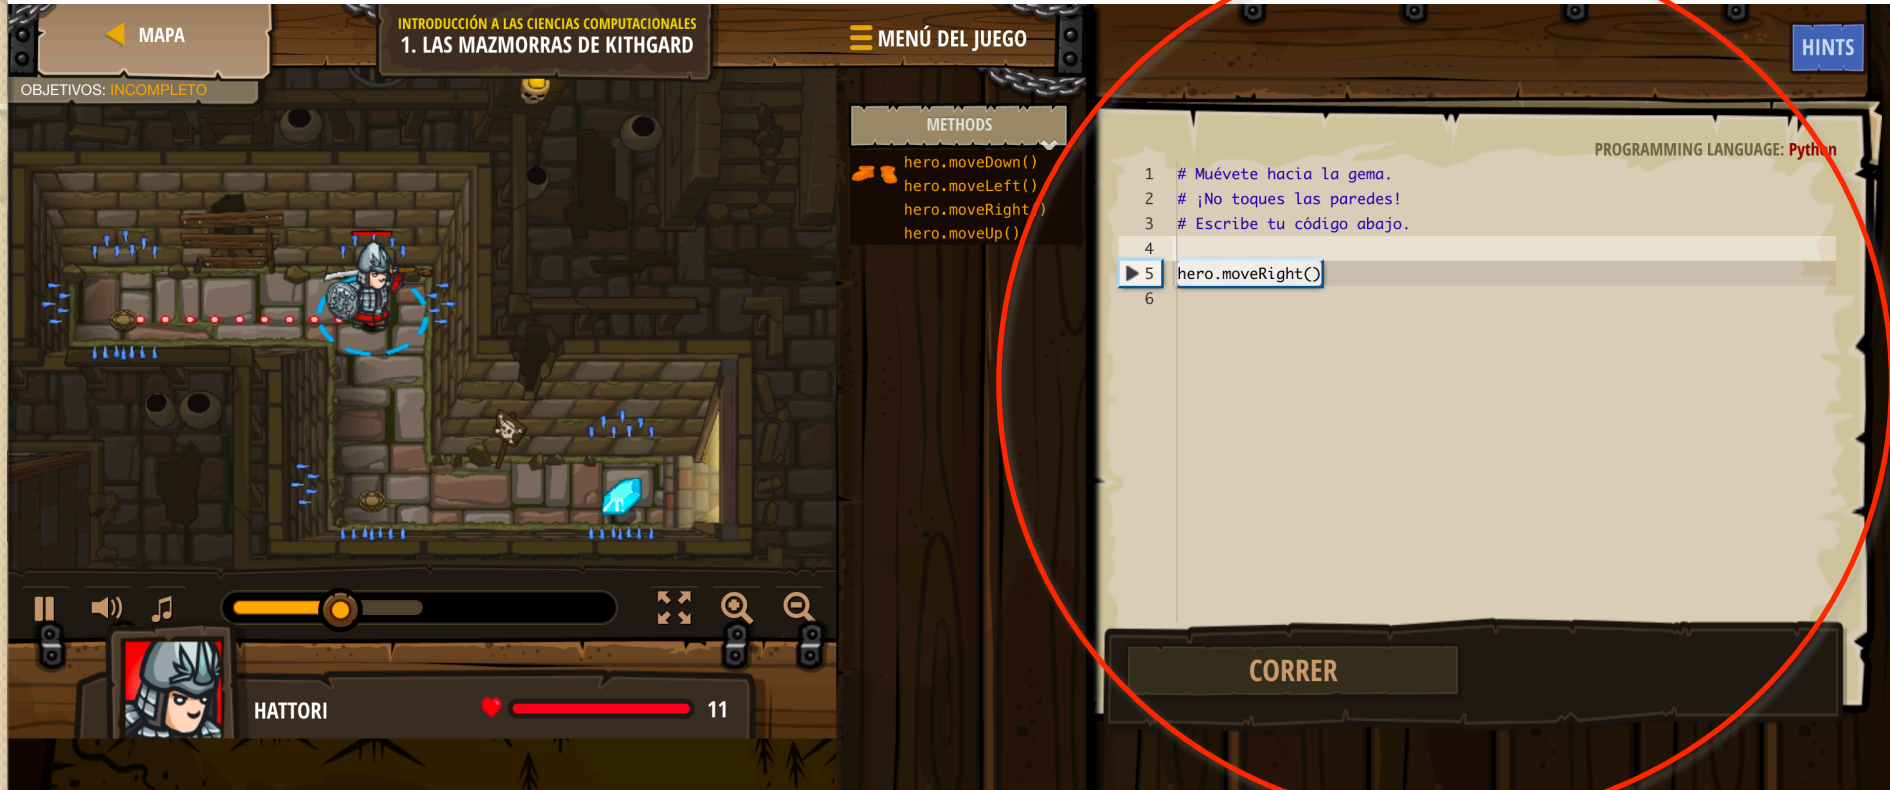 MAPA
INTRODUCCIÓN A LAS CIENCIAS COMPUTACIONALES
1. LAS MAZMORRAS DE KITHGARD
MENÚ DEL JUEGO
HINTS
OBJETIVOS: INCOMPLETO
METHODS
hero.moveDown()
hero.moveLeft()
hero.moveRight()
hero.moveUp()
PROGRAMMING LANGUAGE: Python
1 # Muévete hacia la gema.
2 # ¡No toques las paredes!
3 # Escribe tu código abajo.
4
5 hero.moveRight()
6
CORRER
HATTORI
11